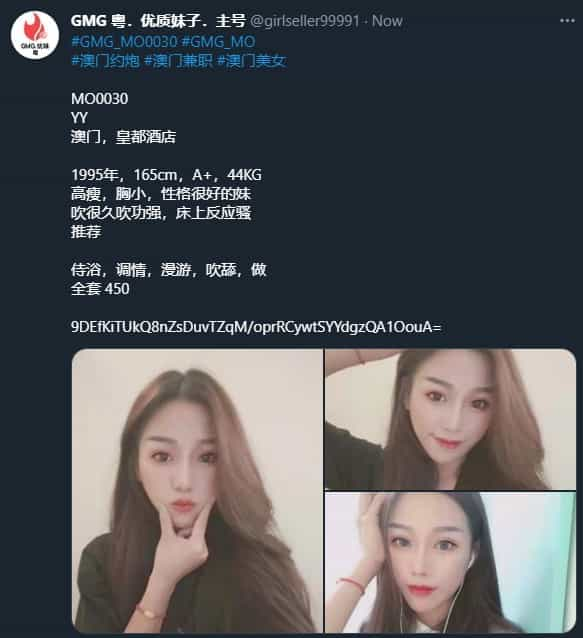 GMG 粤．优质妹子．主号 @girlseller99991 · Now
#GMG_MO0030 #GMG_MO
#澳门约炮 #澳门兼职 #澳门美女
MO0030
YY
澳门，皇都酒店
1995年，165cm，A+，44KG
高瘦，胸小，性格很好的妹
吹很久吹功强，床上反应骚
推荐
侍浴，调情，漫游，吹舔，做
全套 450
9DEfKiTUkQ8nZsDuvTZqM/oprRCywtSYYdgzQA1OouA=
GMG 优妹
粤